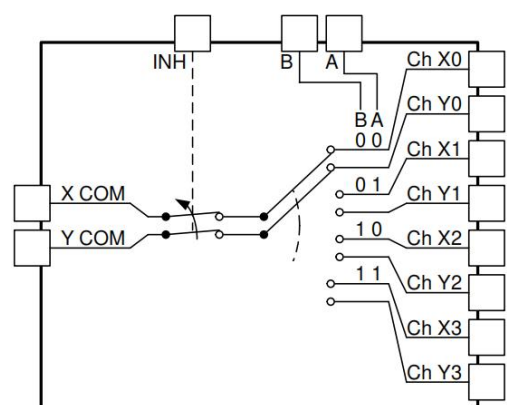 INH
B
A
Ch X0
Ch Y0
B A
0 0
Ch X1
0 1
X COM
Ch Y1
Y COM
1 0
Ch X2
1 1
Ch Y2
Ch X3
Ch Y3